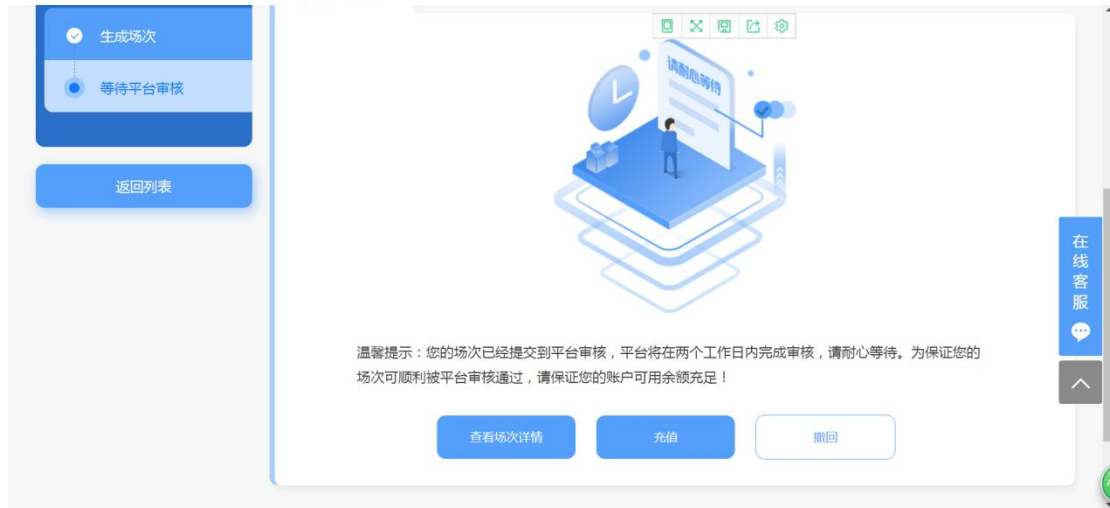 生成场次
等待平台审核
返回列表
请耐心等待
温馨提示：您的场次已经提交到平台审核，平台将在两个工作日内完成审核，请耐心等待。为保证您的
场次可顺利被平台审核通过，请保证您的账户可用余额充足！
查看场次详情
充值
撤回
在线客服